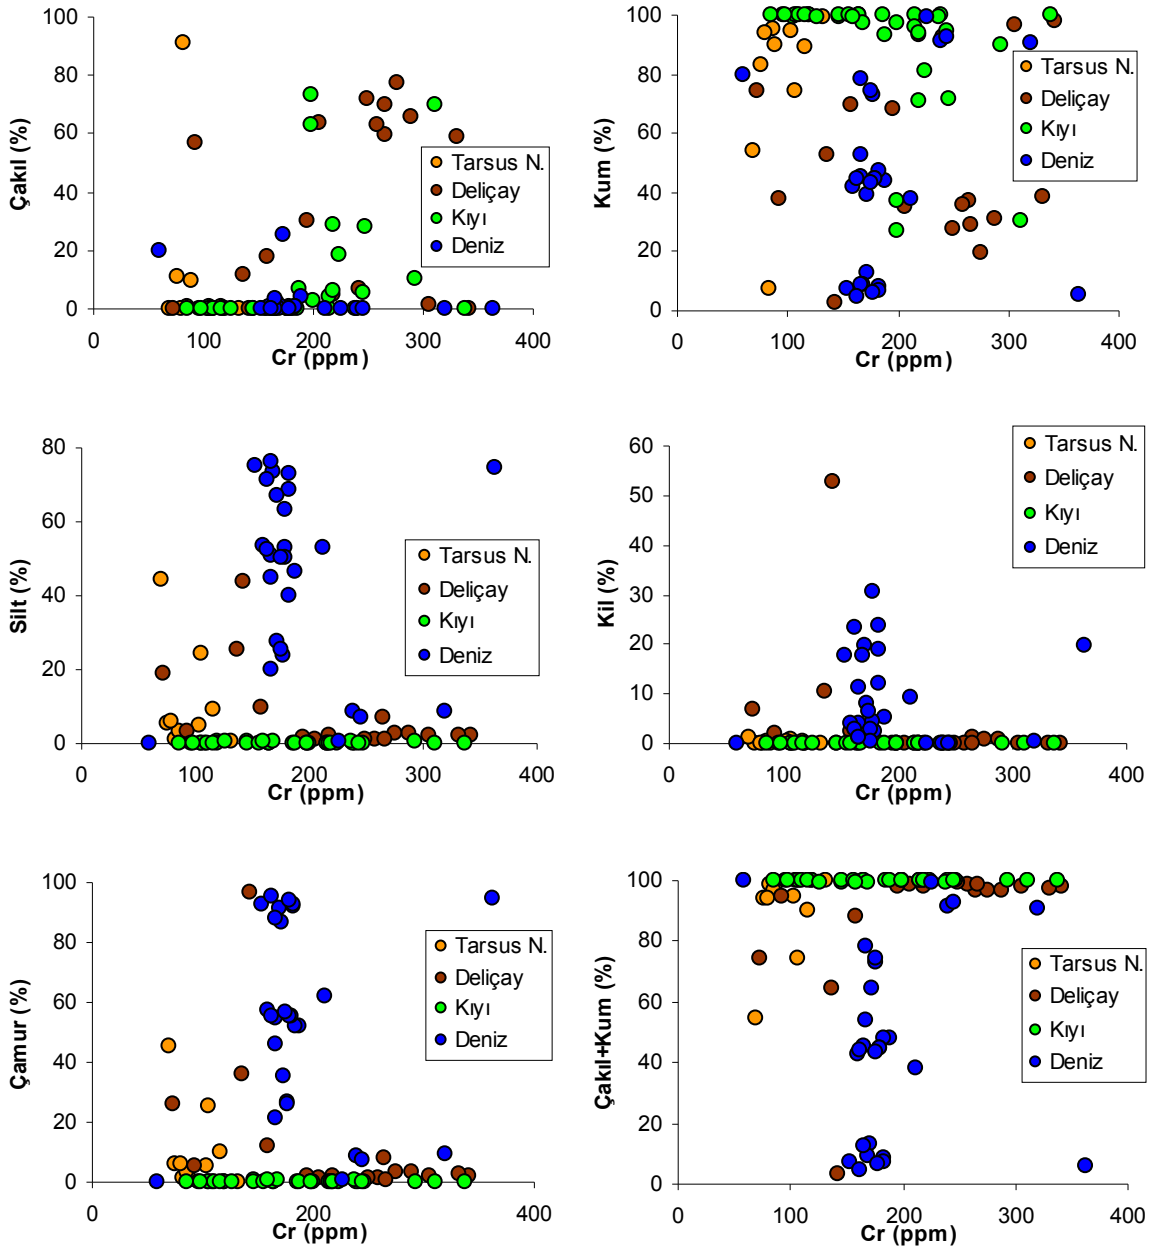 100
80
60
40
20
0
Çakıl (%)
0 100 200 300 400
Cr (ppm)
Tarsus N.
Deliçay
Kıyı
Deniz
100
80
60
40
20
0
Kum (%)
0 100 200 300 400
Cr (ppm)
Tarsus N.
Deliçay
Kıyı
Deniz
80
60
40
20
0
Silt (%)
0 100 200 300 400
Cr (ppm)
Tarsus N.
Deliçay
Kıyı
Deniz
60
50
40
30
20
10
0
Kil (%)
0 100 200 300 400
Cr (ppm)
Tarsus N.
Deliçay
Kıyı
Deniz
100
80
60
40
20
0
Çamur (%)
0 200 400
Cr (ppm)
Tarsus N.
Deliçay
Kıyı
Deniz
100
80
60
40
20
0
Çakıl+Kum (%)
0 100 200 300 400
Cr (ppm)
Tarsus N.
Deliçay
Kıyı
Deniz